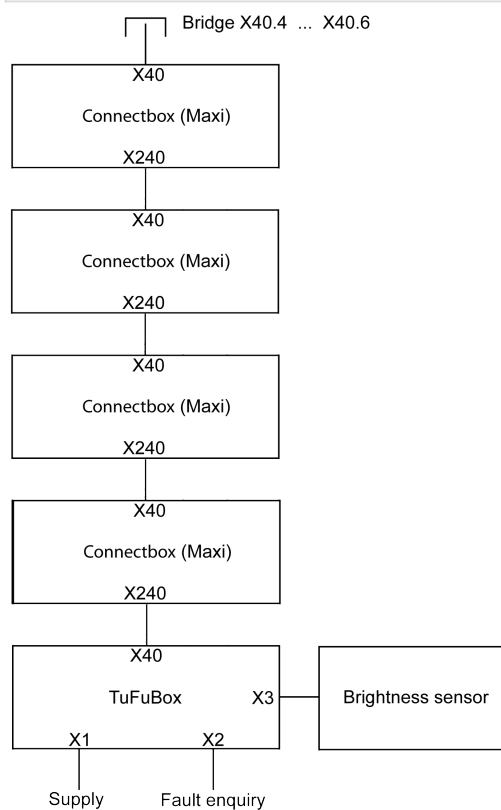 Bridge X40.4 ... X40.6
X40
Connectbox (Maxi)
X240
X40
Connectbox (Maxi)
X240
X40
Connectbox (Maxi)
X240
X40
Connectbox (Maxi)
X240
X40
TuFuBox
X3
Brightness sensor
X1
X2
Supply
Fault enquiry